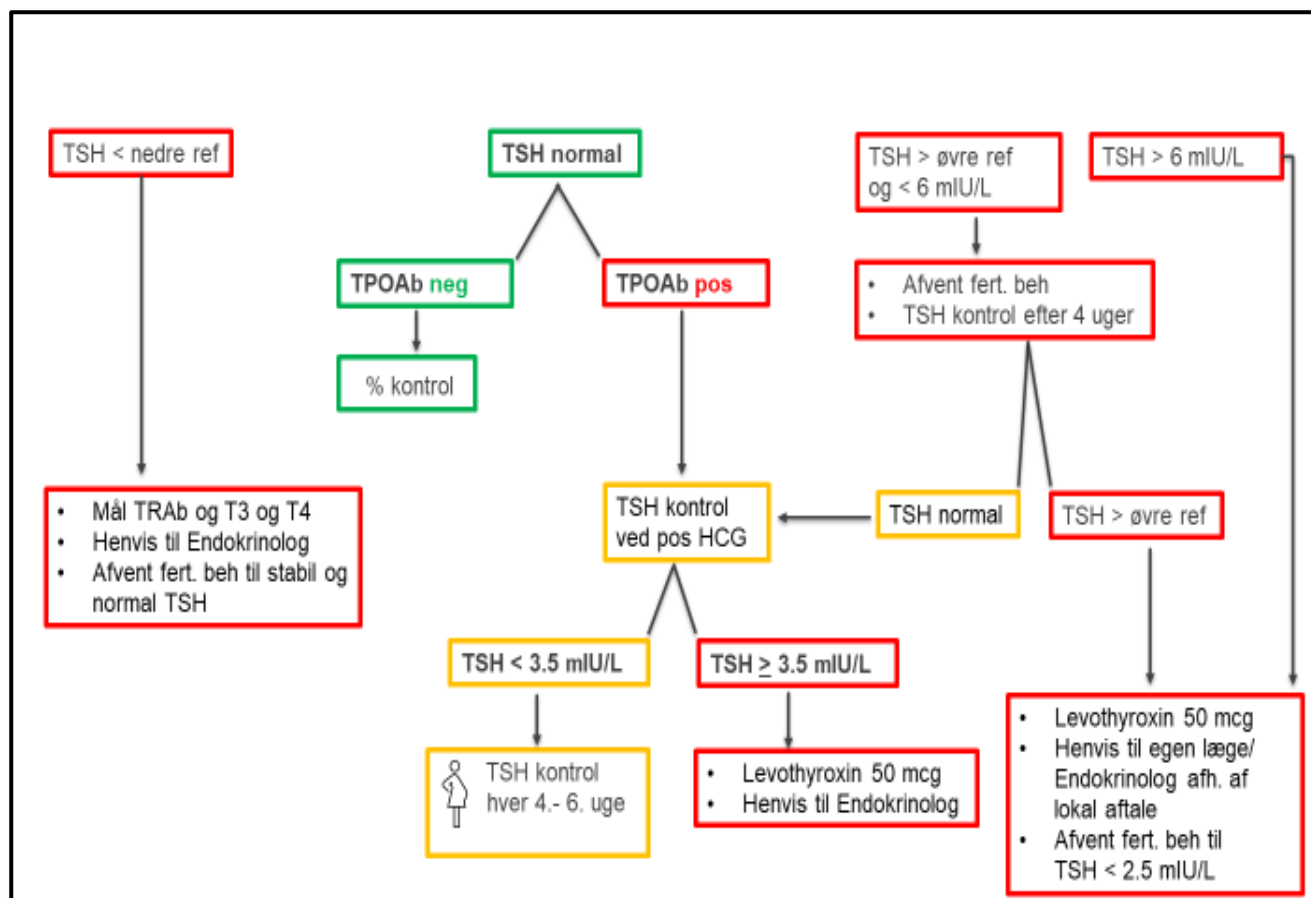 TSH < nedre ref
TSH normal
TSH > øvre ref
og < 6 mIU/L
TSH > 6 mIU/L
TPOAb neg
TPOAb pos
• Afvent fert. beh
• TSH kontrol efter 4 uger
% kontrol
• Mål TRAb og T3 og T4
• Henvis til Endokrinolog
• Afvent fert. beh til stabil og
normal TSH
TSH kontrol
ved pos HCG
TSH normal
TSH > øvre ref
TSH < 3.5 mIU/L
TSH ≥ 3.5 mIU/L
TSH kontrol
hver 4.- 6. uge
• Levothyroxin 50 mcg
• Henvis til Endokrinolog
• Levothyroxin 50 mcg
• Henvis til egen læge/
Endokrinolog afh. af
lokal aftale
• Afvent fert. beh til
TSH < 2.5 mIU/L